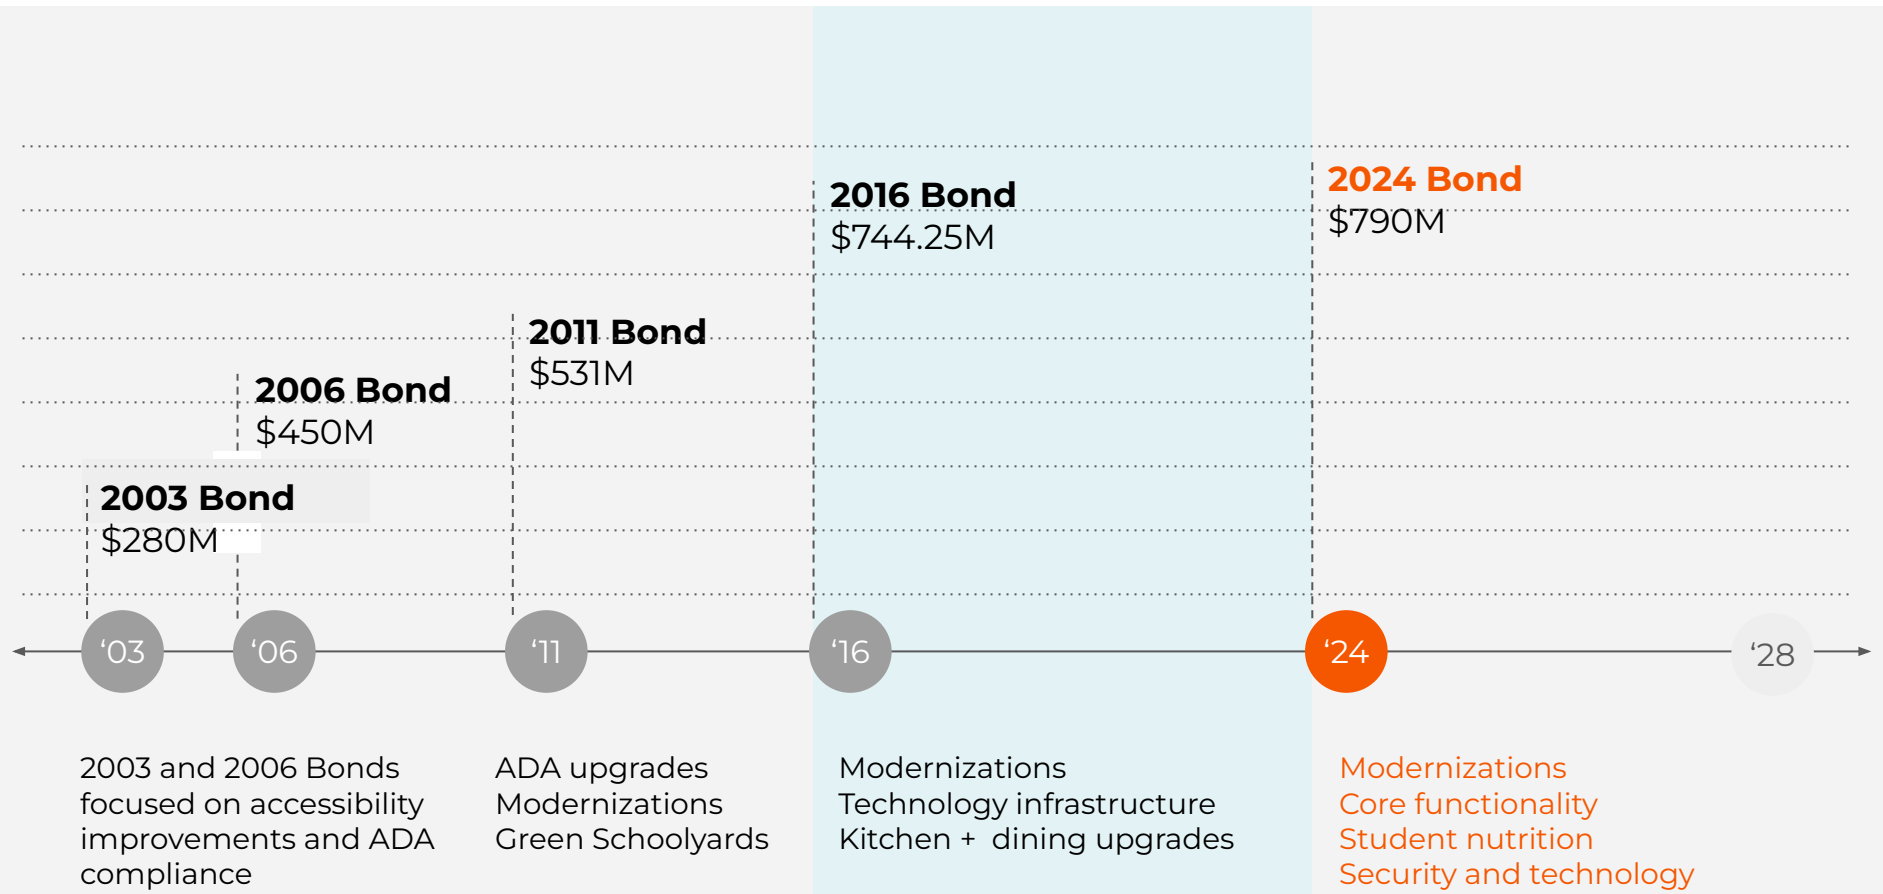 2024 Bond
$790M
2016 Bond
$744.25M
2011 Bond
$531M
2006 Bond
$450M
2003 Bond
$280M
‘03
‘06
‘11
‘16
‘24
‘28
2003 and 2006 Bonds
focused on accessibility
improvements and ADA
compliance
ADA upgrades
Modernizations
Green Schoolyards
Modernizations
Technology infrastructure
Kitchen +  dining upgrades
Modernizations
Core functionality
Student nutrition
Security and technology